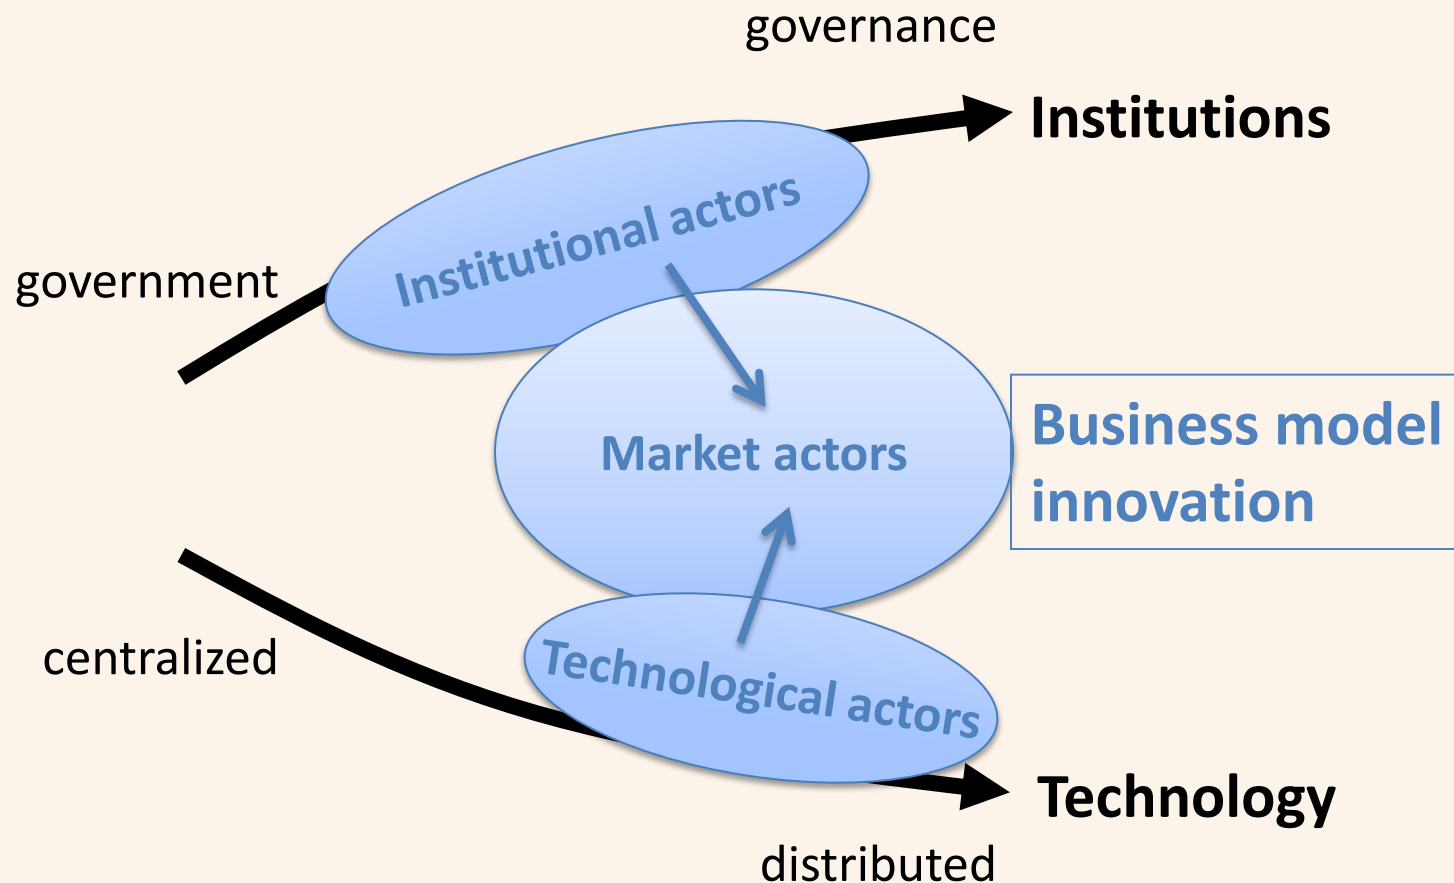 governance
Institutions
Institutional actors
government
Market actors
Business model
innovation
centralized
Technological actors
Technology
distributed